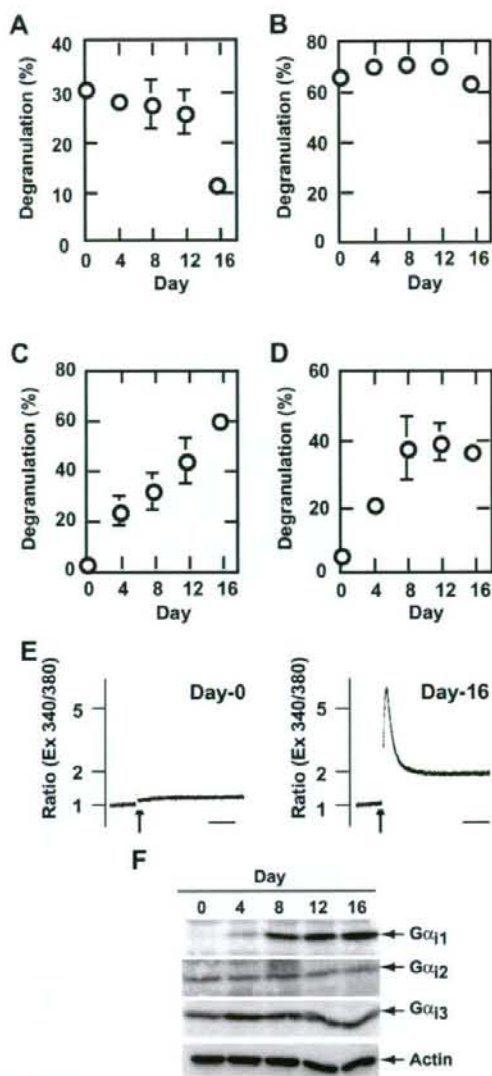 A
B
Degranulation (%)
40
30
20
10
0
0 4 8 12 16
Day
Degranulation (%)
80
60
40
20
0
0 4 8 12 16
Day
C
D
Degranulation (%)
80
60
40
20
0
0 4 8 12 16
Day
Degranulation (%)
60
40
20
0
0 4 8 12 16
Day
E
Ratio (Ex 340/380)
5
2
1
Day-0
Ratio (Ex 340/380)
5
2
1
Day-16
F
Day
0 4 8 12 16
Gαi1
Gαi2
Gαi3
Actin